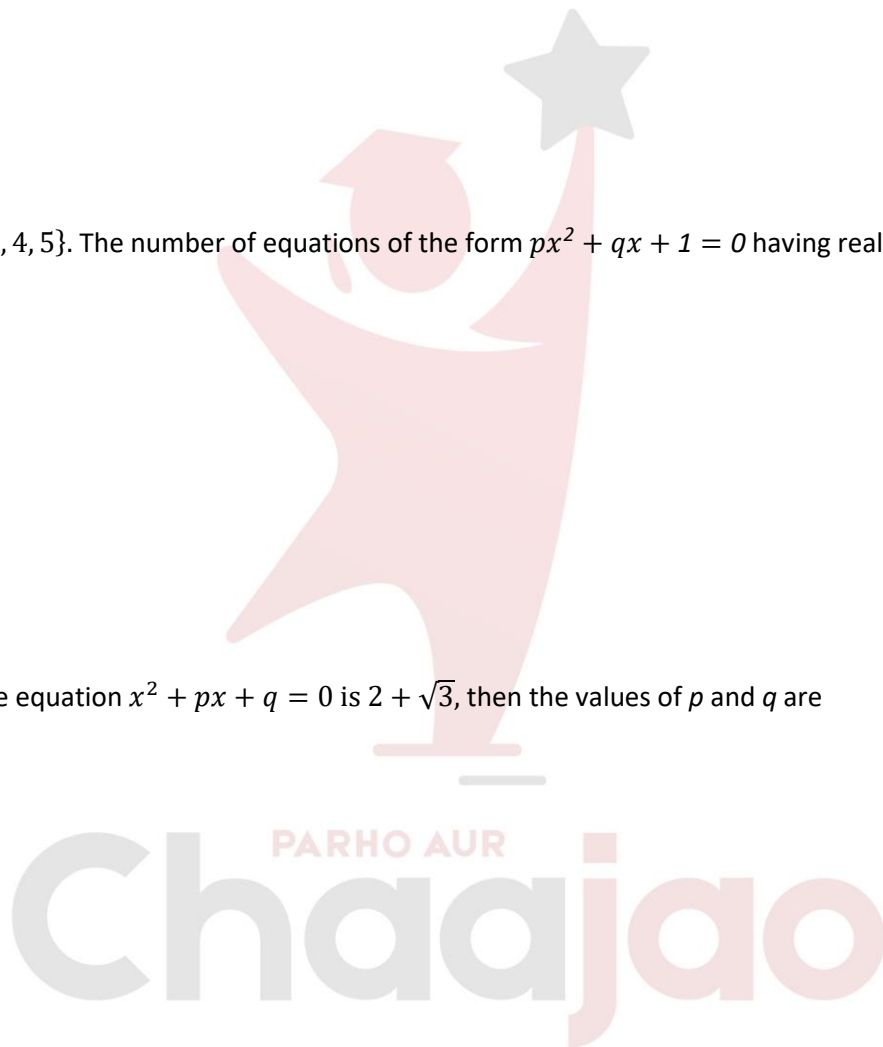 , 4, 5}. The number of equations of the form 𝑝𝑥² + 𝑞𝑥 + 1 = 0 having real
equation 𝑥² + 𝑝𝑥 + 𝑞 = 0 is 2 + √3, then the values of p and q are
PARHO AUR
Chaajao